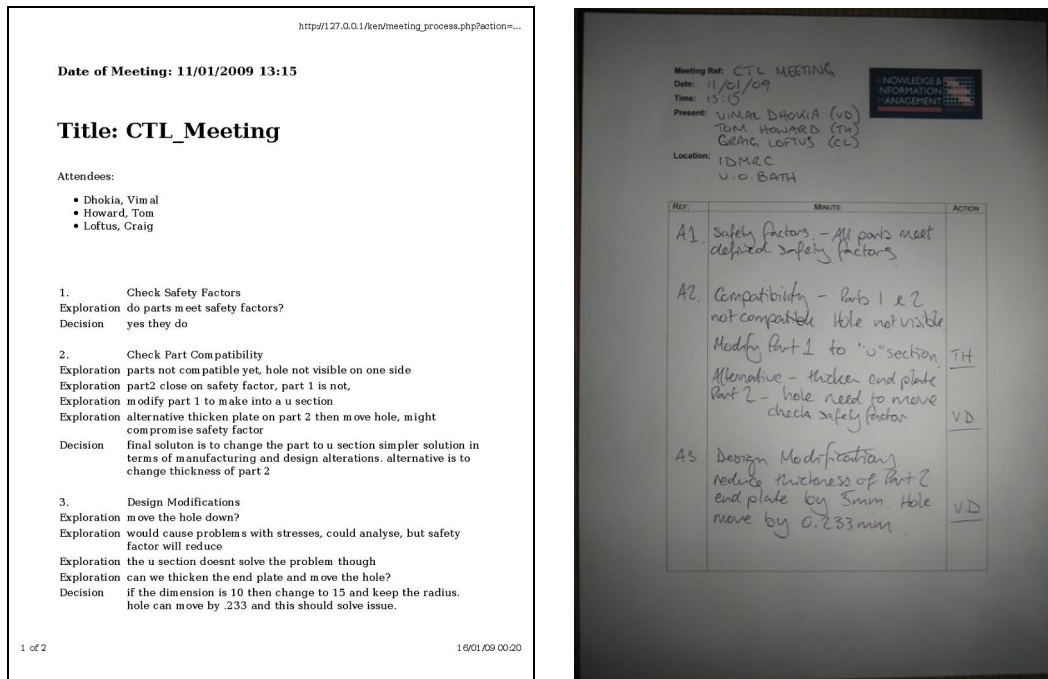 http://127.0.0.1/ken/meeting_process.php?action=...
Date of Meeting: 11/01/2009 13:15
Title: CTL_Meeting
Attendees:
Dhokia, Vimal
Howard, Tom
Loftus, Craig
1. Check Safety Factors
Exploration do parts meet safety factors?
Decision yes they do
2. Check Part Compatibility
Exploration parts not compatible yet, hole not visible on one side
Exploration part2 close on safety factor, part 1 is not,
Exploration modify part 1 to make into a u section
Exploration alternative thicken plate on part 2 then move hole, might
compromise safety factor
Decision final soluton is to change the part to u section simpler solution in
terms of manufacturing and design alterations. alternative is to
change thickness of part 2
3. Design Modifications
Exploration move the hole down?
Exploration would cause problems with stresses, could analyse, but safety
factor will reduce
Exploration the u section doesnt solve the problem though
Exploration can we thicken the end plate and move the hole?
Decision if the dimension is 10 then change to 15 and keep the radius.
hole can move by .233 and this should solve issue.
1 of 2 16/01/09 00:20
Meeting Ref: CTL MEETING
Date: 11/01/09
Time: 15:15
Present: VIMAL DHOKIA (VD)
TOM HOWARD (TH)
CRAIG LOFTUS (CL)
Location: IDMRC
U.O. BATH
KNOWLEDGE &
INFORMATION
MANAGEMENT
REF: MINUTE ACTION
A1. Safety factors. - All parts meet
defined safety factors
A2. Compatibility - Parts 1 & 2
not compatible. Hole not visible
Modify Part 1 to "u" section. TH
Alternative - thicken end plate
Part 2 - hole need to move
check safety factor VD
A3. Design Modifications
reduce thickness of Part 2
end plate by 5mm. Hole
move by 0.233mm. VD